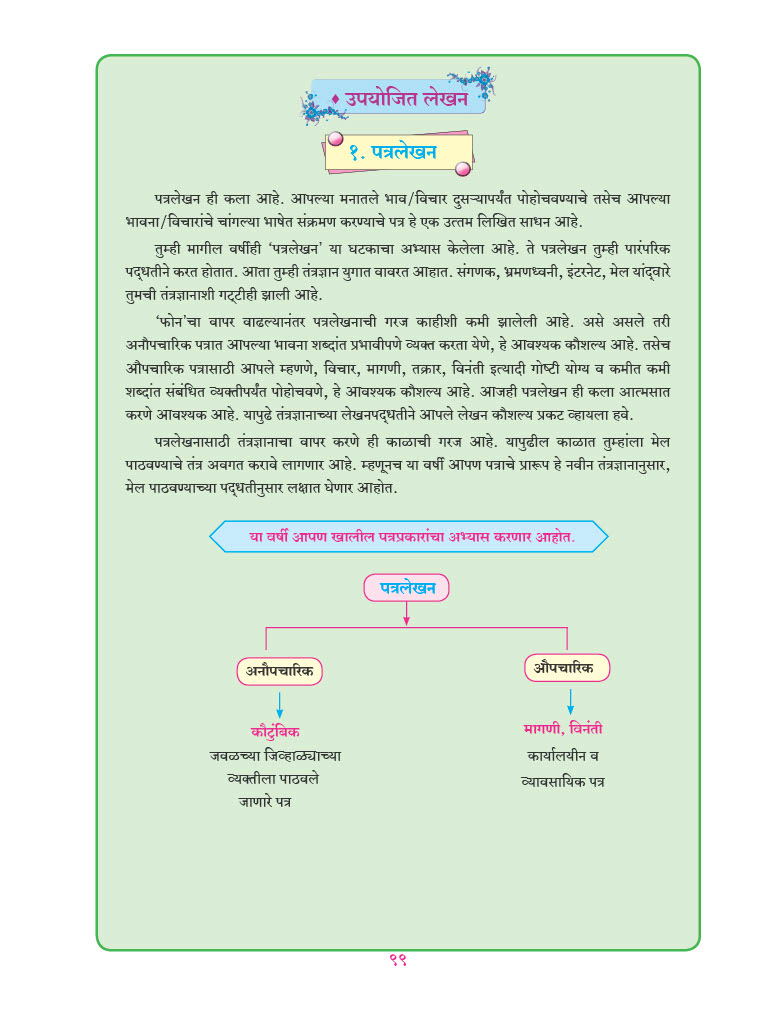 ♦ उपयोजित लेखन
१. पत्रलेखन
पत्रलेखन ही कला आहे. आपल्या मनातले भाव/विचार दुसऱ्यापर्यंत पोहोचवण्याचे तसेच आपल्या
भावना/विचारांचे चांगल्या भाषेत संक्रमण करण्याचे पत्र हे एक उत्तम लिखित साधन आहे.
तुम्ही मागील वर्षीही ‘पत्रलेखन’ या घटकाचा अभ्यास केलेला आहे. ते पत्रलेखन तुम्ही पारंपरिक
पद्धतीने करत होतात. आता तुम्ही तंत्रज्ञान युगात वावरत आहात. संगणक, भ्रमणध्वनी, इंटरनेट, मेल यांद्वारे
तुमची तंत्रज्ञानाशी गट्टीही झाली आहे.
‘फोन’चा वापर वाढल्यानंतर पत्रलेखनाची गरज काहीशी कमी झालेली आहे. असे असले तरी
अनौपचारिक पत्रात आपल्या भावना शब्दांत प्रभावीपणे व्यक्त करता येणे, हे आवश्यक कौशल्य आहे. तसेच
औपचारिक पत्रासाठी आपले म्हणणे, विचार, मागणी, तक्रार, विनंती इत्यादी गोष्टी योग्य व कमीत कमी
शब्दांत संबंधित व्यक्तीपर्यंत पोहोचवणे, हे आवश्यक कौशल्य आहे. आजही पत्रलेखन ही कला आत्मसात
करणे आवश्यक आहे. यापुढे तंत्रज्ञानाच्या लेखनपद्धतीने आपले लेखन कौशल्य प्रकट व्हायला हवे.
पत्रलेखनासाठी तंत्रज्ञानाचा वापर करणे ही काळाची गरज आहे. यापुढील काळात तुम्हांला मेल
पाठवण्याचे तंत्र अवगत करावे लागणार आहे. म्हणूनच या वर्षी आपण पत्राचे प्रारूप हे नवीन तंत्रज्ञानानुसार,
मेल पाठवण्याच्या पद्धतीनुसार लक्षात घेणार आहोत.
या वर्षी आपण खालील पत्रप्रकारांचा अभ्यास करणार आहोत.
पत्रलेखन
अनौपचारिक
कौटुंबिक
जवळच्या जिव्हाळ्याच्या
व्यक्तीला पाठवले
जाणारे पत्र
औपचारिक
मागणी, विनंती
कार्यालयीन व
व्यावसायिक पत्र
९९